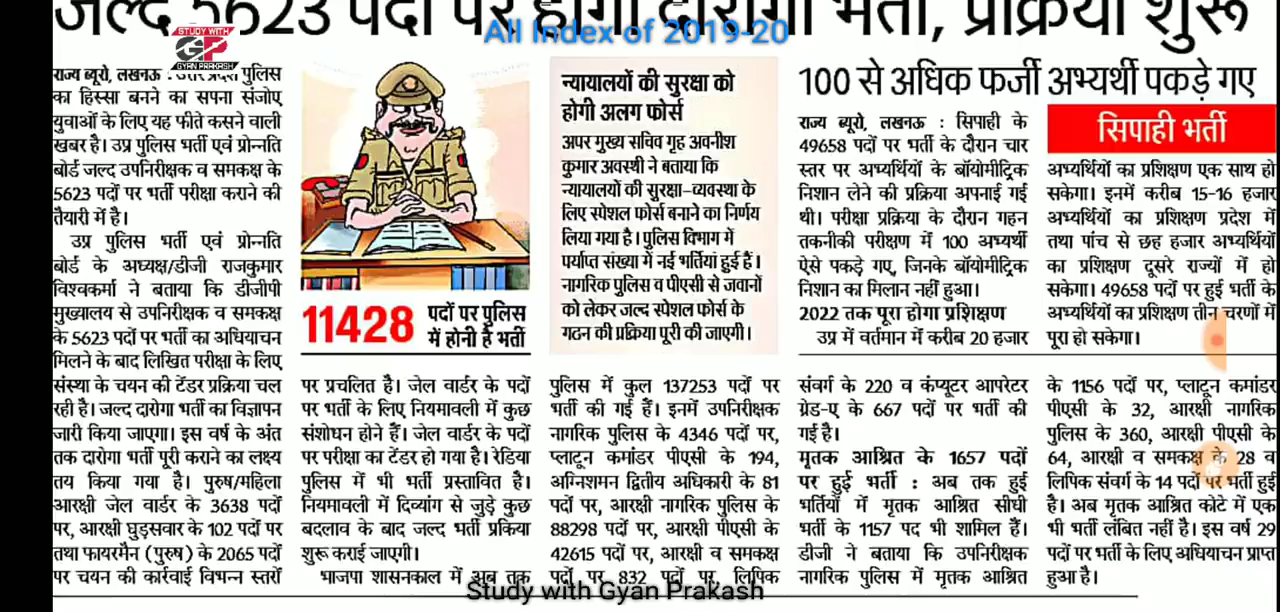 जल्द 5623 पदों पर होगी दारोगा भर्ती, प्रक्रिया शुरू
All Index of 2019-20
STUDY WITH
GP
GYAN PRAKASH
राज्य ब्यूरो, लखनऊ : उत्तर प्रदेश पुलिस
का हिस्सा बनने का सपना संजोए
युवाओं के लिए यह फीते कसने वाली
खबर है। उप्र पुलिस भर्ती एवं प्रोन्नति
बोर्ड जल्द उपनिरीक्षक व समकक्ष के
5623 पदों पर भर्ती परीक्षा कराने की
तैयारी में है।
उप्र पुलिस भर्ती एवं प्रोन्नति
बोर्ड के अध्यक्ष/डीजी राजकुमार
विश्वकर्मा ने बताया कि डीजीपी
मुख्यालय से उपनिरीक्षक व समकक्ष
के 5623 पदों पर भर्ती का अधियाचन
मिलने के बाद लिखित परीक्षा के लिए
संस्था के चयन की टेंडर प्रक्रिया चल
रही है। जल्द दारोगा भर्ती का विज्ञापन
जारी किया जाएगा। इस वर्ष के अंत
तक दारोगा भर्ती पूरी कराने का लक्ष्य
तय किया गया है। पुरुष/महिला
आरक्षी जेल वार्डर के 3638 पदों
पर, आरक्षी घुड़सवार के 102 पदों पर
तथा फायरमैन (पुरुष) के 2065 पदों
पर चयन की कार्रवाई विभन्न स्तरों
11428 पदों पर पुलिस
में होनी है भर्ती
पर प्रचलित है। जेल वार्डर के पदों
पर भर्ती के लिए नियमावली में कुछ
संशोधन होने हैं। जेल वार्डर के पदों
पर परीक्षा का टेंडर हो गया है। रेडिया
पुलिस में भी भर्ती प्रस्तावित है।
नियमावली में दिव्यांग से जुड़े कुछ
बदलाव के बाद जल्द भर्ती प्रकिया
शुरू कराई जाएगी।
भाजपा शासनकाल में अब तक
न्यायालयों की सुरक्षा को
होगी अलग फोर्स
अपर मुख्य सचिव गृह अवनीश
कुमार अवस्थी ने बताया कि
न्यायालयों की सुरक्षा-व्यवस्था के
लिए स्पेशल फोर्स बनाने का निर्णय
लिया गया है। पुलिस विभाग में
पर्याप्त संख्या में नई भर्तियां हुई हैं।
नागरिक पुलिस व पीएसी से जवानों
को लेकर जल्द स्पेशल फोर्स के
गठन की प्रक्रिया पूरी की जाएगी।
पुलिस में कुल 137253 पदों पर
भर्ती की गई हैं। इनमें उपनिरीक्षक
नागरिक पुलिस के 4346 पदों पर,
प्लाटून कमांडर पीएसी के 194,
अग्निशमन द्वितीय अधिकारी के 81
पदों पर, आरक्षी नागरिक पुलिस के
88298 पदों पर, आरक्षी पीएसी के
42615 पदों पर, आरक्षी व समकक्ष
पदों पर 832 पदों पर, लिपिक
100 से अधिक फर्जी अभ्यर्थी पकड़े गए
राज्य ब्यूरो, लखनऊ : सिपाही के
49658 पदों पर भर्ती के दौरान चार
स्तर पर अभ्यर्थियों के बॉयोमीट्रिक
निशान लेने की प्रक्रिया अपनाई गई
थी। परीक्षा प्रक्रिया के दौरान गहन
तकनीकी परीक्षण में 100 अभ्यर्थी
ऐसे पकड़े गए, जिनके बॉयोमीट्रिक
निशान का मिलान नहीं हुआ।
2022 तक पूरा होगा प्रशिक्षण
उप्र में वर्तमान में करीब 20 हजार
सिपाही भर्ती
अभ्यर्थियों का प्रशिक्षण एक साथ हो
सकेगा। इनमें करीब 15-16 हजार
अभ्यर्थियों का प्रशिक्षण प्रदेश में
तथा पांच से छह हजार अभ्यर्थियों
का प्रशिक्षण दूसरे राज्यों में हो
सकेगा। 49658 पदों पर हुई भर्ती के
अभ्यर्थियों का प्रशिक्षण तीन चरणों में
पूरा हो सकेगा।
संवर्ग के 220 व कंप्यूटर आपरेटर
ग्रेड-ए के 667 पदों पर भर्ती की
गई है।
मृतक आश्रित के 1657 पदों
पर हुई भर्ती : अब तक हुई
भर्तियों में मृतक आश्रित सीधी
भर्ती के 1157 पद भी शामिल हैं।
डीजी ने बताया कि उपनिरीक्षक
नागरिक पुलिस में मृतक आश्रित
के 1156 पदों पर, प्लाटून कमांडर
पीएसी के 32, आरक्षी नागरिक
पुलिस के 360, आरक्षी पीएसी के
64, आरक्षी व समकक्ष के 28 व
लिपिक संवर्ग के 14 पदों पर भर्ती हुई
है। अब मृतक आश्रित कोटे में एक
भी भर्ती लंबित नहीं है। इस वर्ष 29
पदों पर भर्ती के लिए अधियाचन प्राप्त
हुआ है।
Study with Gyan Prakash